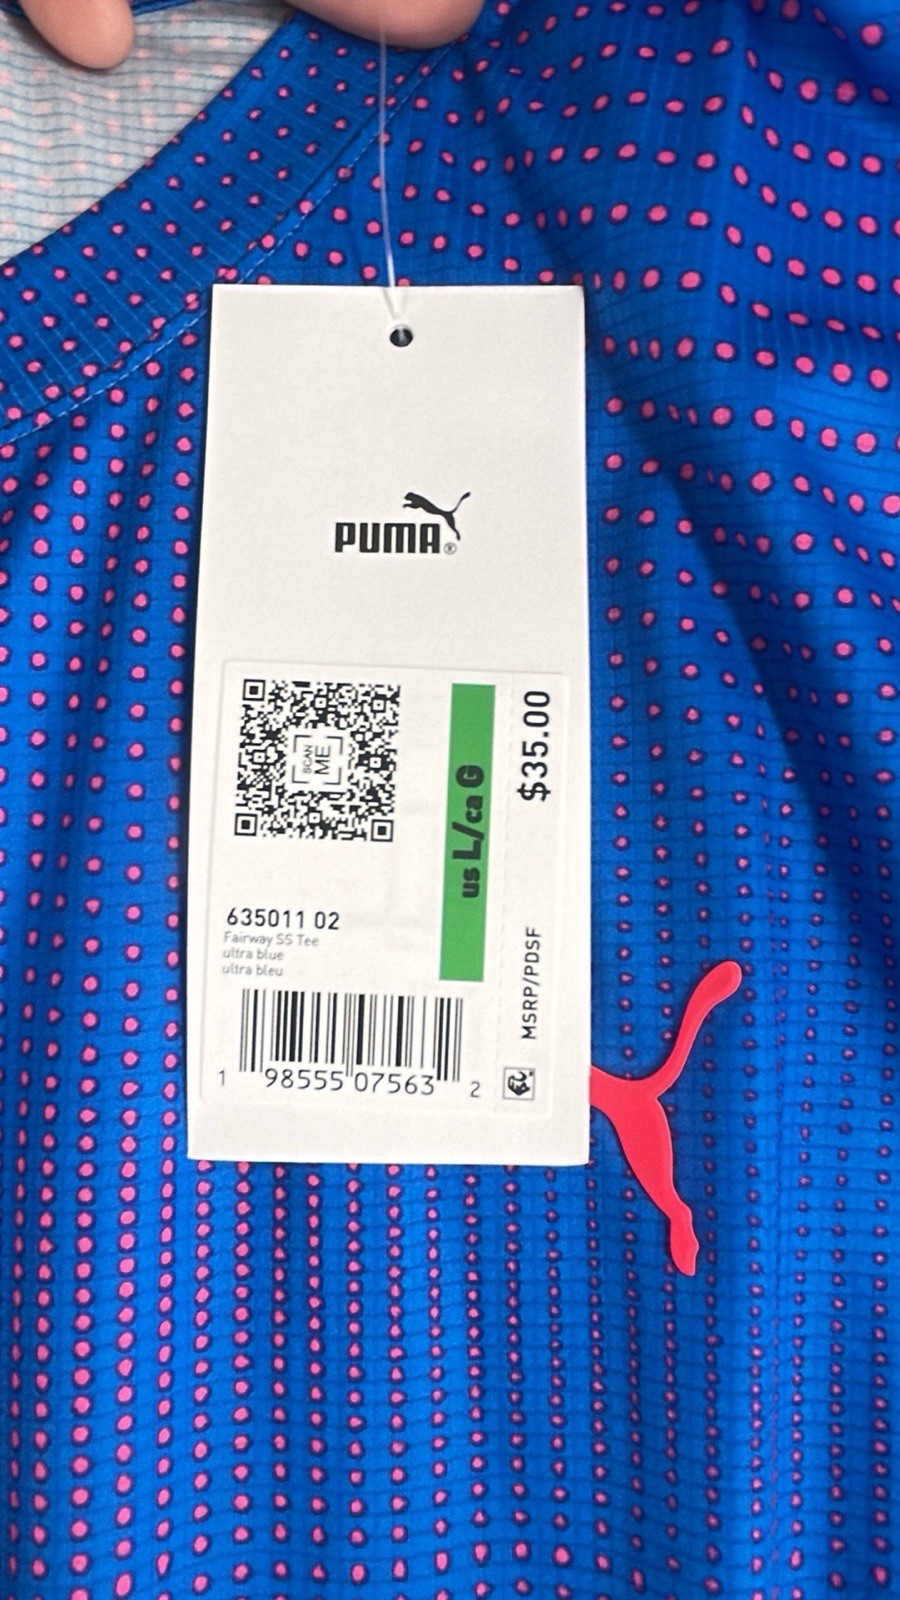 PUMA®
SCAN
ME
us L/ca G
$35.00
MSRP/PDSF
635011 02
Fairway SS Tee
ultra blue
ultra bleu
1 98555 07563 2